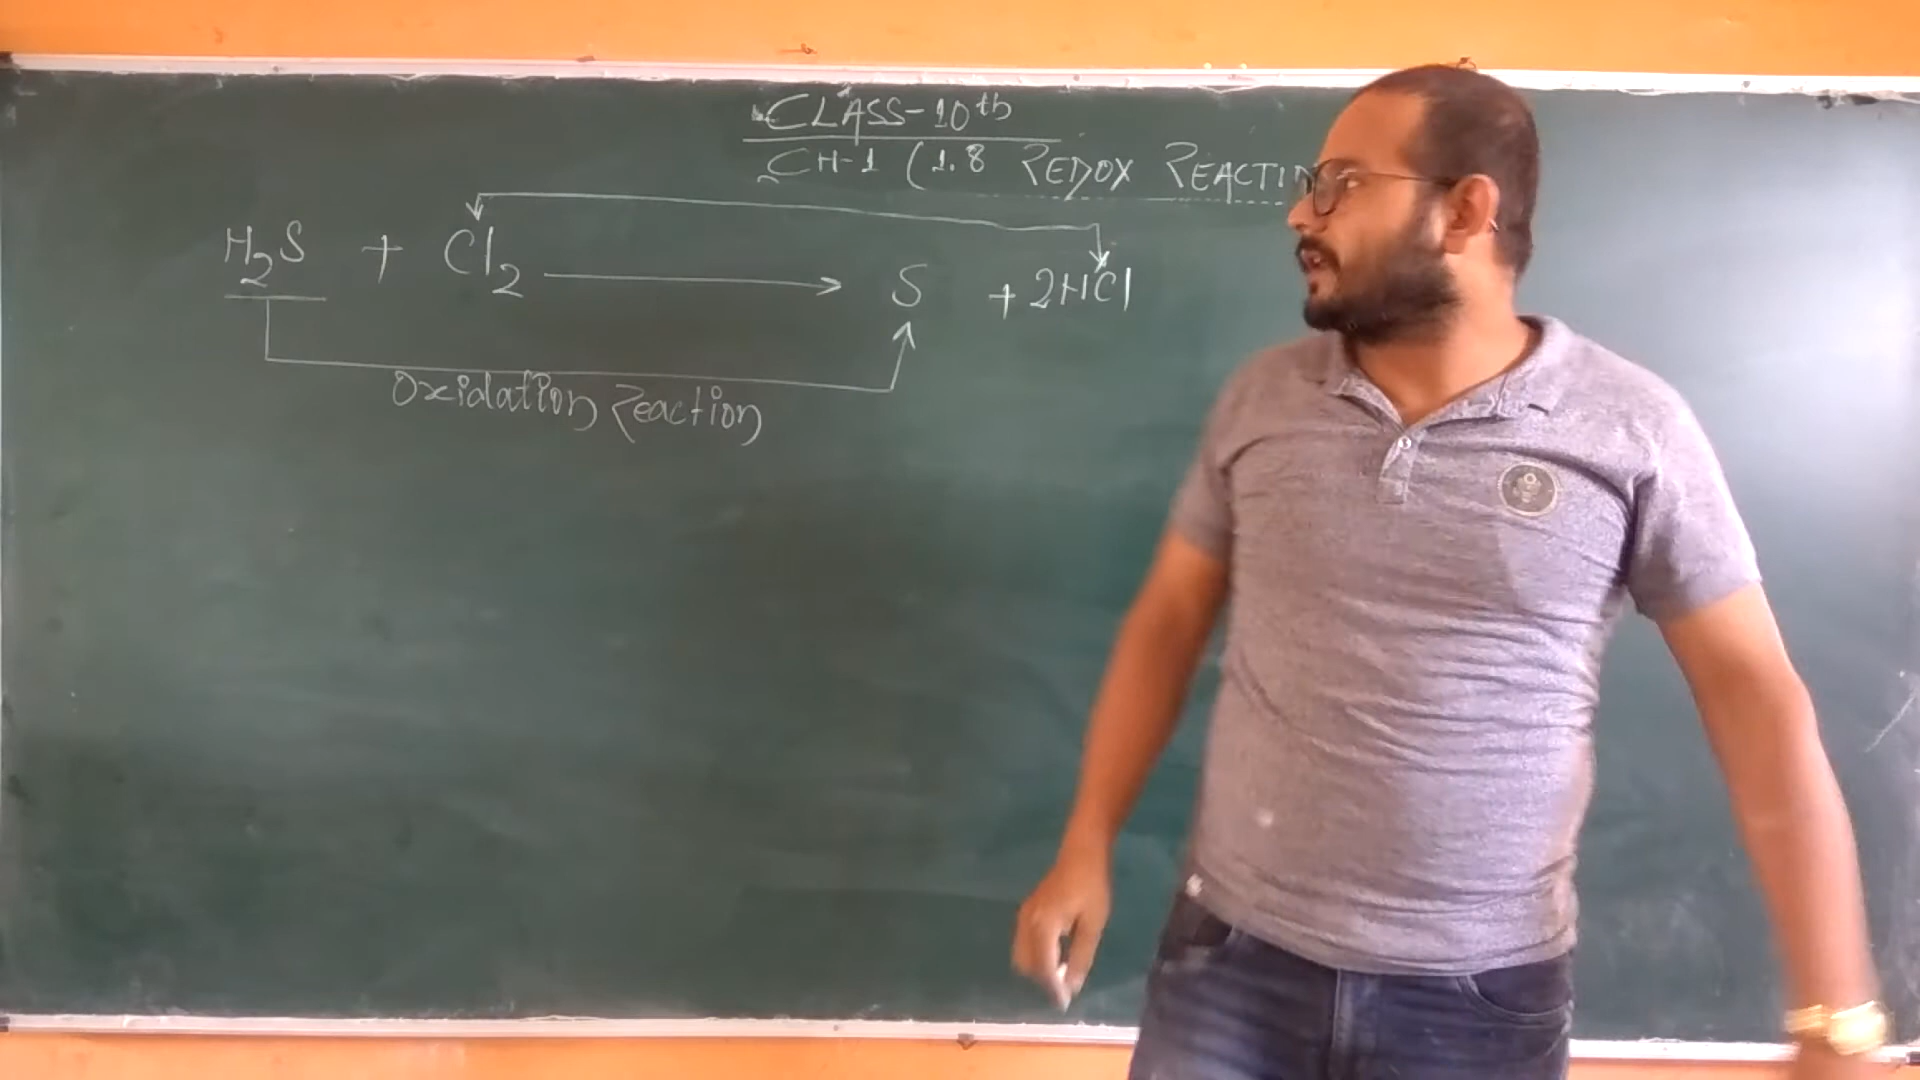 CLASS-10th
CH-1 (1.8 REDOX REACTI
H2S + Cl2 → S + 2HCl
Oxidation Reaction